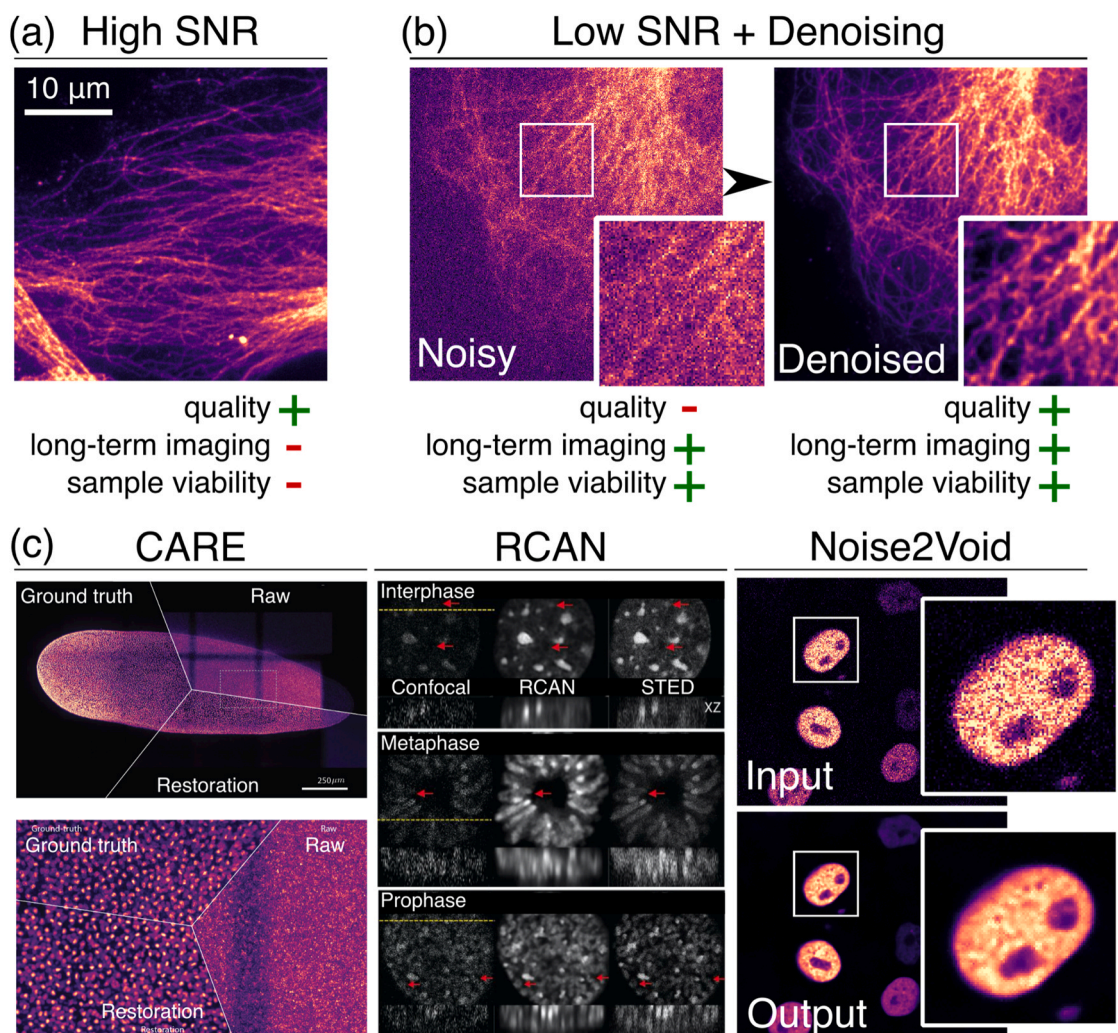 (a) High SNR
10 µm
quality +
long-term imaging -
sample viability -
(b) Low SNR + Denoising
Noisy
Denoised
quality -
long-term imaging +
sample viability +
quality +
long-term imaging +
sample viability +
(c) CARE
Ground truth
Raw
Restoration
250µm
Ground-truth
Ground truth
Raw
Raw
Restoration
Restoration
RCAN
Interphase
Confocal
RCAN
STED
XZ
Metaphase
Prophase
Noise2Void
Input
Output